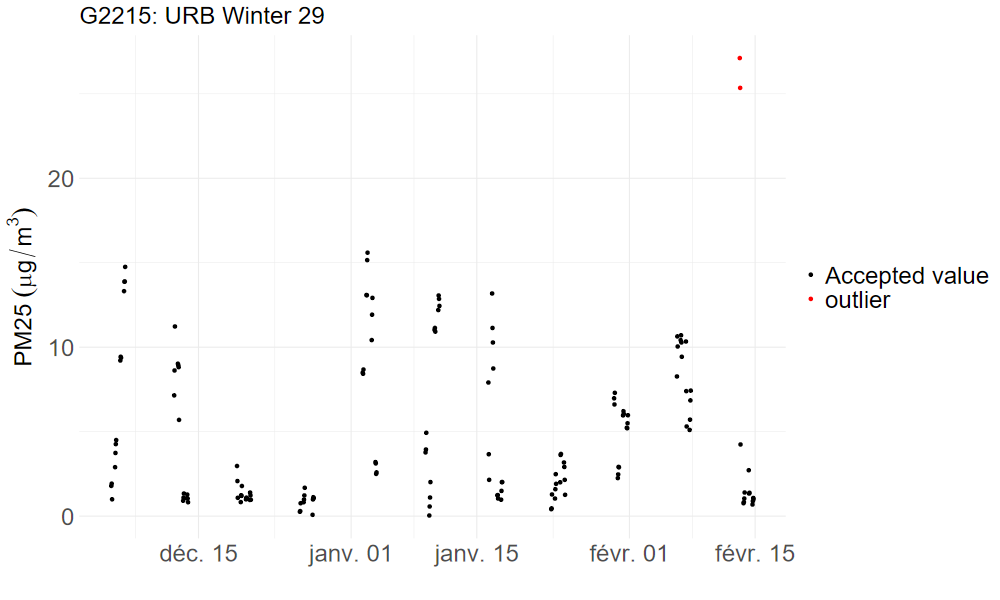 G2215: URB Winter 29
PM25 (μg/m³)
20
10
0
déc. 15
janv. 01
janv. 15
févr. 01
févr. 15
Accepted value
outlier